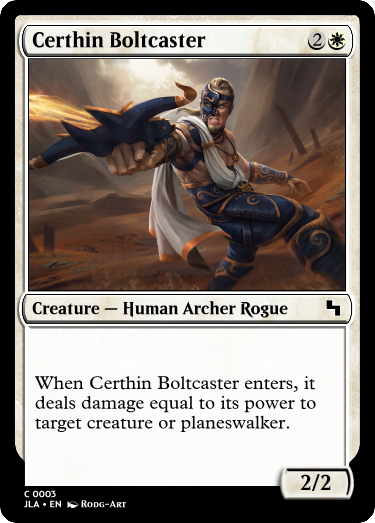 Certhin Boltcaster 2
Creature — Human Archer Rogue
When Certhin Boltcaster enters, it
deals damage equal to its power to
target creature or planeswalker.
2/2
C 0003
JLA • EN Rodg-Art